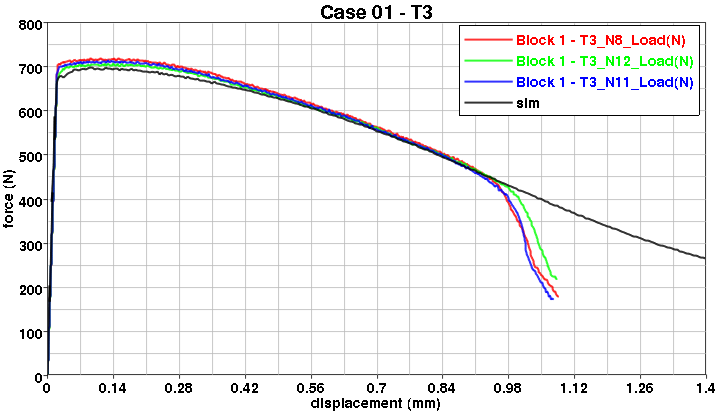 Case 01 - T3
Block 1 - T3_N8_Load(N)
Block 1 - T3_N12_Load(N)
Block 1 - T3_N11_Load(N)
sim
force (N)
800
700
600
500
400
300
200
100
0
0 0.14 0.28 0.42 0.56 0.7 0.84 0.98 1.12 1.26 1.4
displacement (mm)